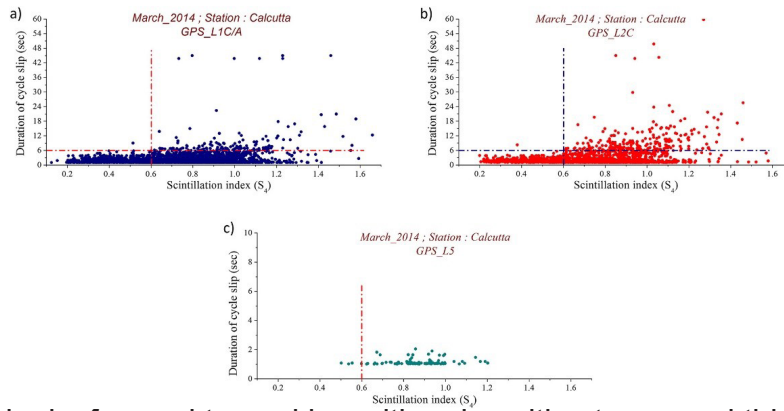 a)
March_2014 ; Station : Calcutta
GPS_L1C/A
Duration of cycle slip (sec)
60
54
48
42
36
30
24
18
12
6
0
0.2 0.4 0.6 0.8 1.0 1.2 1.4 1.6
Scintillation index (S4)
b)
March_2014 ; Station : Calcutta
GPS_L2C
Duration of cycle slip (sec)
60
54
48
42
36
30
24
18
12
6
0
0.2 0.4 0.6 0.8 1.0 1.2 1.4 1.6
Scintillation index (S4)
c)
March_2014 ; Station : Calcutta
GPS_L5
Duration of cycle slip (sec)
10
8
6
4
2
0
0.2 0.4 0.6 0.8 1.0 1.2 1.4 1.6
Scintillation index (S4)